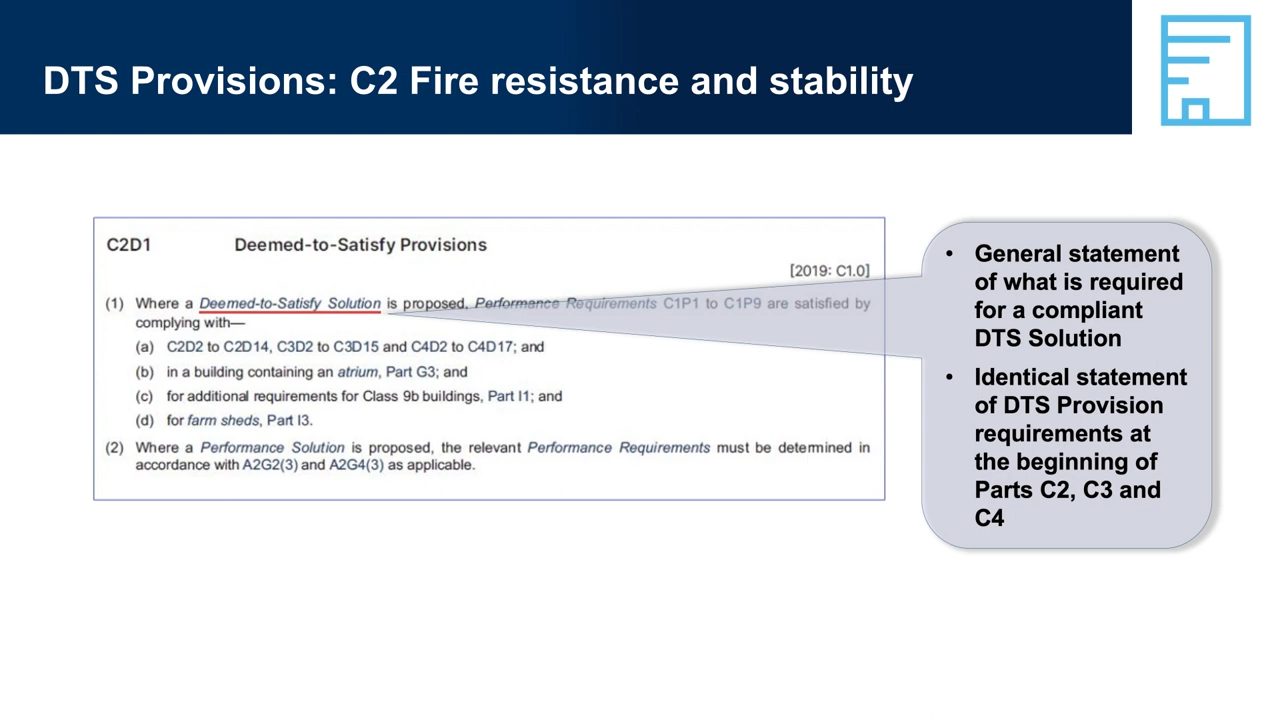 DTS Provisions: C2 Fire resistance and stability
C2D1 Deemed-to-Satisfy Provisions
[2019: C1.0]
(1) Where a Deemed-to-Satisfy Solution is proposed, Performance Requirements C1P1 to C1P9 are satisfied by
complying with—
(a) C2D2 to C2D14, C3D2 to C3D15 and C4D2 to C4D17; and
(b) in a building containing an atrium, Part G3; and
(c) for additional requirements for Class 9b buildings, Part I1; and
(d) for farm sheds, Part I3.
(2) Where a Performance Solution is proposed, the relevant Performance Requirements must be determined in
accordance with A2G2(3) and A2G4(3) as applicable.
• General statement
of what is required
for a compliant
DTS Solution
• Identical statement
of DTS Provision
requirements at
the beginning of
Parts C2, C3 and
C4